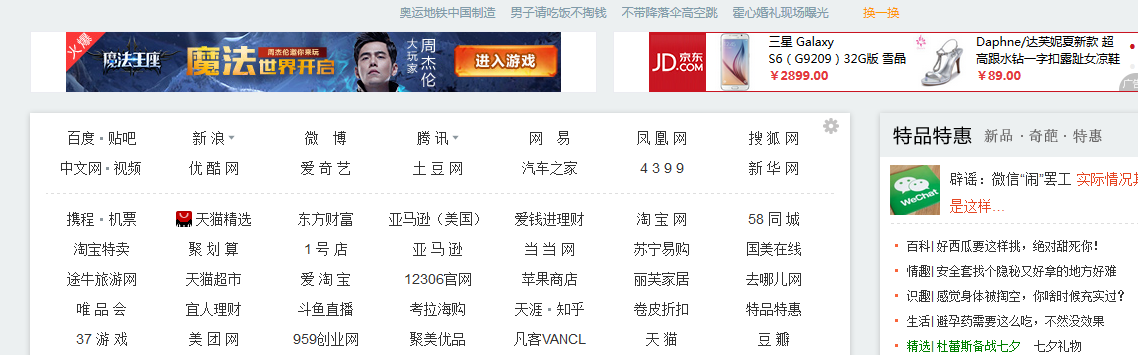 奥运地铁中国制造 男子请吃饭不掏钱 不带降落伞高空跳 霍心婚礼现场曝光 换一换
火爆
魔法王座
魔法世界开启
周杰伦邀你来玩
大玩家
周杰伦
进入游戏
JD 京东
JD.COM
三星 Galaxy
S6（G9209）32G版 雪晶
¥2899.00
Daphne/达芙妮夏新款 超
高跟水钻一字扣露趾女凉鞋
¥89.00
广告
百度 • 贴吧 新 浪 微 博 腾 讯 网 易 凤 凰 网 搜 狐 网
中文网 • 视频 优 酷 网 爱 奇 艺 土 豆 网 汽车之家 4 3 9 9 新 华 网
携程 • 机票 天猫精选 东方财富 亚马逊（美国） 爱钱进理财 淘 宝 网 58 同 城
淘宝特卖 聚 划 算 1 号 店 亚 马 逊 当 当 网 苏宁易购 国美在线
途牛旅游网 天猫超市 爱 淘 宝 12306官网 苹果商店 丽芙家居 去哪儿网
唯 品 会 宜人理财 斗鱼直播 考拉海购 天涯 • 知乎 卷皮折扣 特品特惠
37 游 戏 美 团 网 959创业网 聚美优品 凡客VANCL 天 猫 豆 瓣
特品特惠 新品 · 奇葩 · 特惠
WeChat
辟谣：微信“闹”罢工 实际情况其
是这样…
百科| 好西瓜要这样挑，绝对甜死你！
情趣| 安全套找个隐秘又好拿的地方好难
识趣| 感觉身体被掏空，你啥时候充实过？
生活| 避孕药需要这么吃，不然没效果
精选| 杜蕾斯备战七夕 七夕礼物